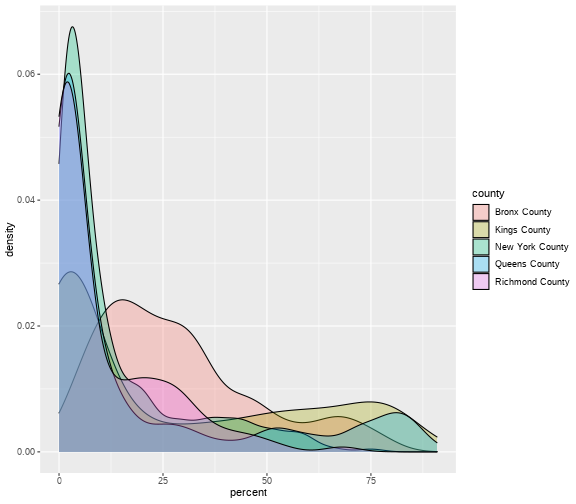 0.06
0.04
0.02
0.00
density
0
25
50
75
percent
county
Bronx County
Kings County
New York County
Queens County
Richmond County